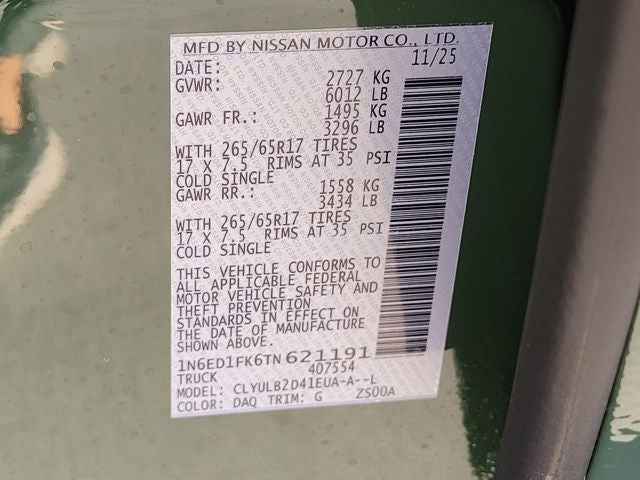 MFD BY NISSAN MOTOR CO., LTD.
DATE: 11/25
GVWR: 2727 KG
6012 LB
GAWR FR.: 1495 KG
3296 LB
WITH 265/65R17 TIRES
17 X 7.5 RIMS AT 35 PSI
COLD SINGLE
GAWR RR.: 1558 KG
3434 LB
WITH 265/65R17 TIRES
17 X 7.5 RIMS AT 35 PSI
COLD SINGLE
THIS VEHICLE CONFORMS TO
ALL APPLICABLE FEDERAL
MOTOR VEHICLE SAFETY AND
THEFT PREVENTION
STANDARDS IN EFFECT ON
THE DATE OF MANUFACTURE
SHOWN ABOVE.
1N6ED1FK6TN 621191
TRUCK 407554
MODEL: CLYULB2D41EUA-A--L
COLOR: DAQ TRIM: G ZS00A